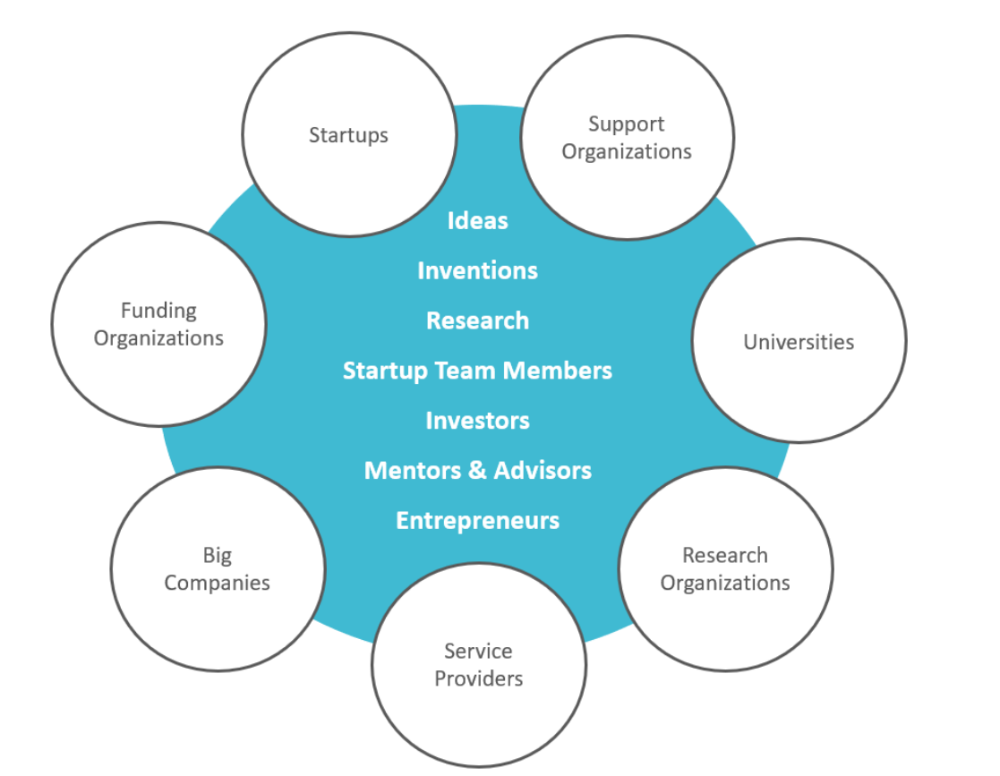 Startups
Support
Organizations
Ideas
Inventions
Research
Startup Team Members
Investors
Mentors & Advisors
Entrepreneurs
Funding
Organizations
Universities
Big
Companies
Research
Organizations
Service
Providers